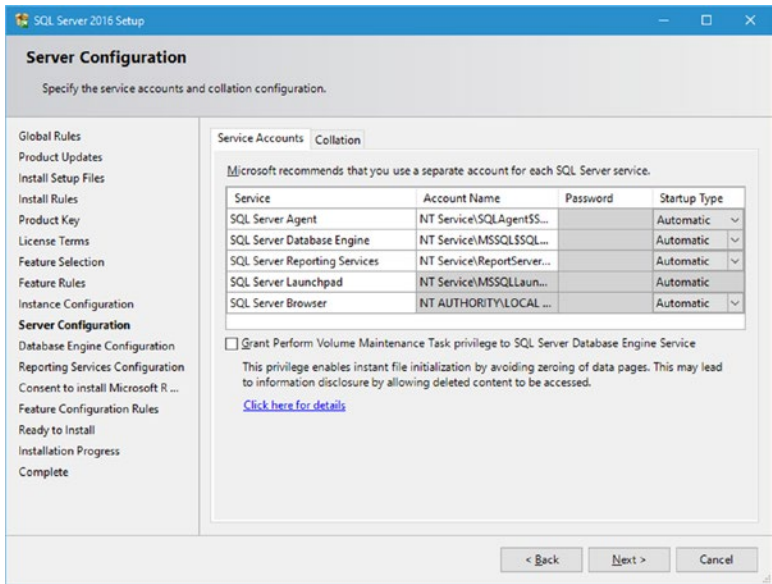 SQL Server 2016 Setup
Server Configuration
Specify the service accounts and collation configuration.
Global Rules
Product Updates
Install Setup Files
Install Rules
Product Key
License Terms
Feature Selection
Feature Rules
Instance Configuration
Server Configuration
Database Engine Configuration
Reporting Services Configuration
Consent to install Microsoft R ...
Feature Configuration Rules
Ready to Install
Installation Progress
Complete
Service Accounts Collation
Microsoft recommends that you use a separate account for each SQL Server service.
Service Account Name Password Startup Type
SQL Server Agent NT Service\SQLAgent$S... Automatic
SQL Server Database Engine NT Service\MSSQL$SQL... Automatic
SQL Server Reporting Services NT Service\ReportServer... Automatic
SQL Server Launchpad NT Service\MSSQLLaun... Automatic
SQL Server Browser NT AUTHORITY\LOCAL ... Automatic
Grant Perform Volume Maintenance Task privilege to SQL Server Database Engine Service
This privilege enables instant file initialization by avoiding zeroing of data pages. This may lead
to information disclosure by allowing deleted content to be accessed.
Click here for details
< Back Next > Cancel